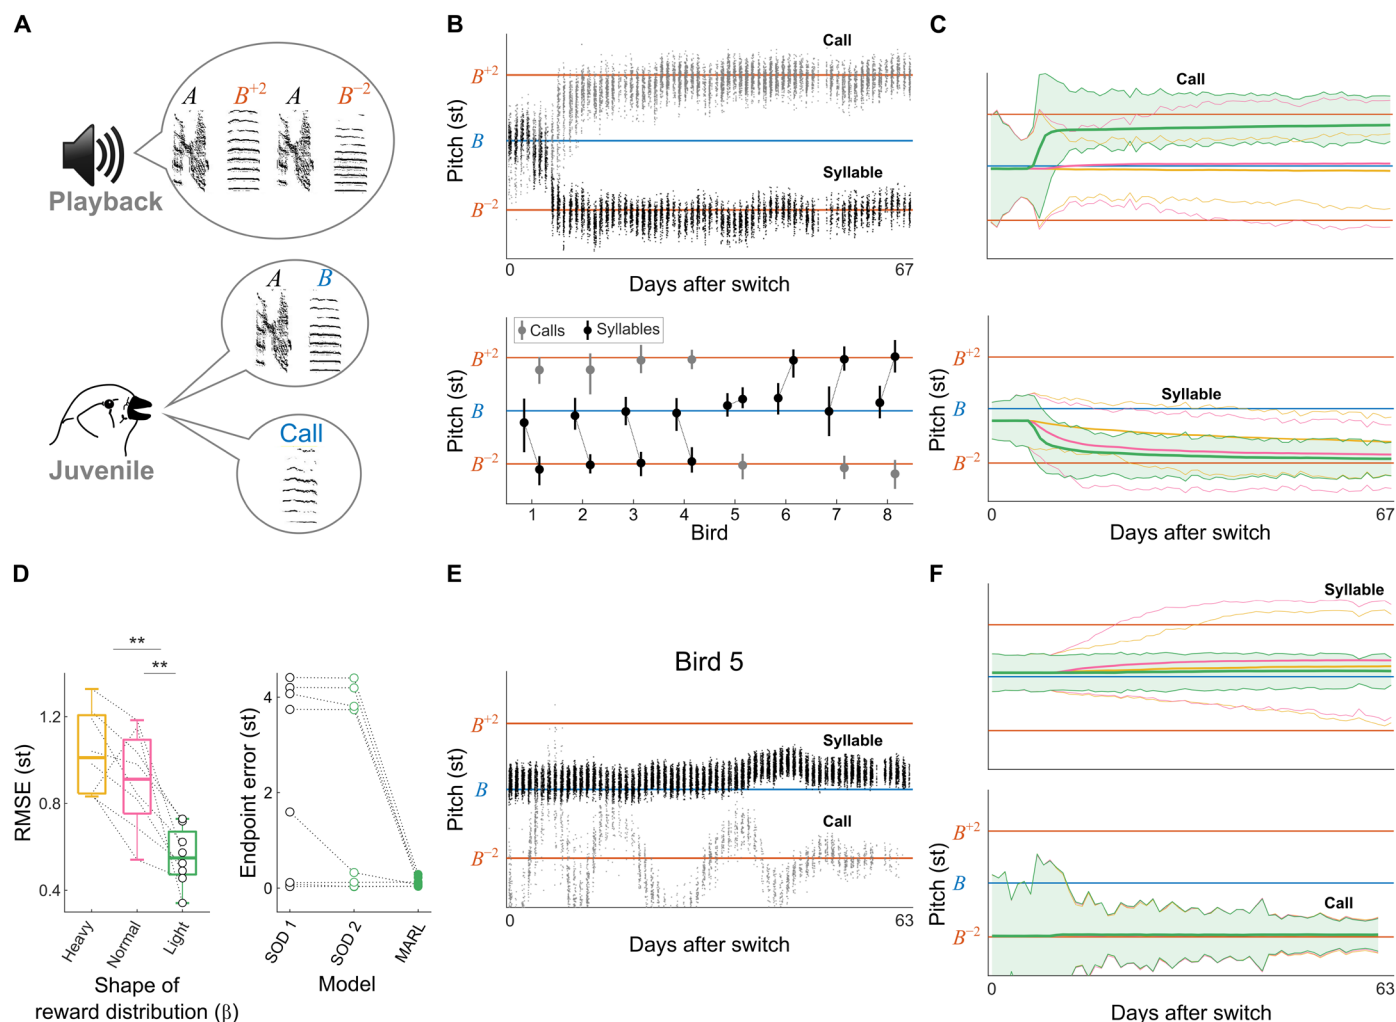 A
A B+2 A B−2
Playback
A B
Call
Juvenile
B
Call
B+2
B
B−2
Pitch (st)
Syllable
0 67
Days after switch
Calls Syllables
B+2
B
B−2
Pitch (st)
1 2 3 4 5 6 7 8
Bird
C
Call
B+2
B
B−2
Pitch (st)
Syllable
0 67
Days after switch
D
** 
**
RMSE (st)
1.2
0.8
0.4
Heavy
Normal
Light
Shape of
reward distribution (β)
Endpoint error (st)
4
2
0
SOD 1
SOD 2
MARL
Model
E
Bird 5
B+2
B
B−2
Pitch (st)
Syllable
Call
0 63
Days after switch
F
Syllable
B+2
B
B−2
Pitch (st)
Call
0 63
Days after switch